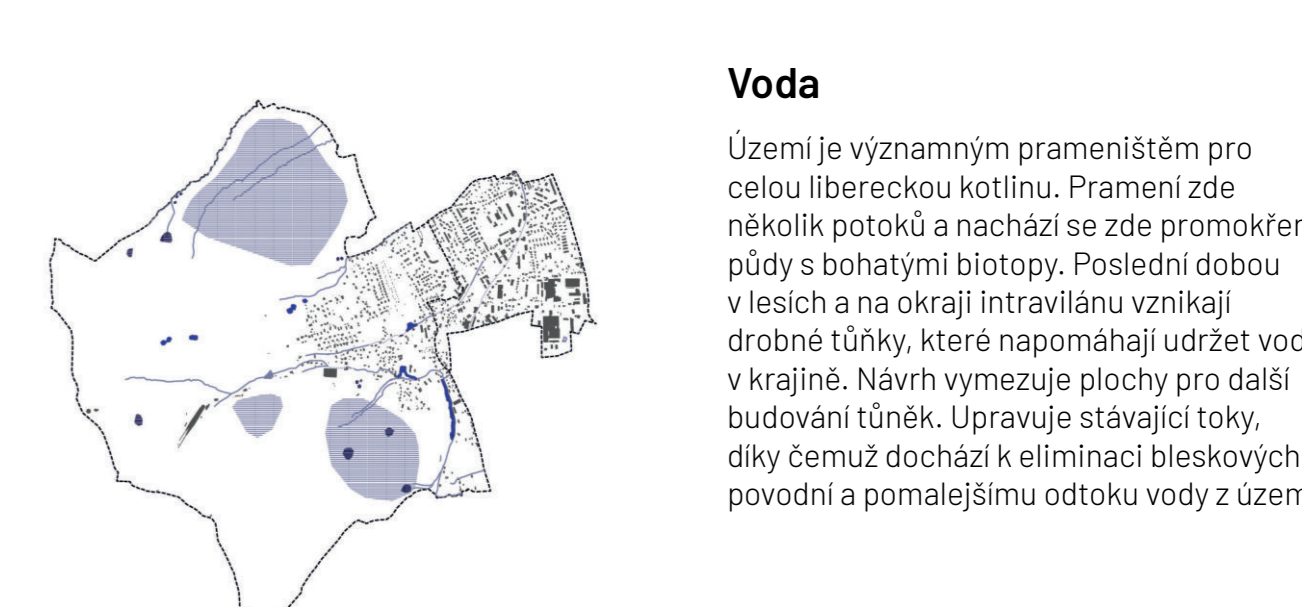 Voda
Území je významným prameništěm pro
celou libereckou kotlinu. Pramení zde
několik potoků a nachází se zde promokřen
půdy s bohatými biotopy. Poslední dobou
v lesích a na okraji intravilánu vznikají
drobné tůňky, které napomáhají udržet vod
v krajině. Návrh vymezuje plochy pro další
budování tůněk. Upravuje stávající toky,
díky čemuž dochází k eliminaci bleskových
povodní a pomalejšímu odtoku vody z územ